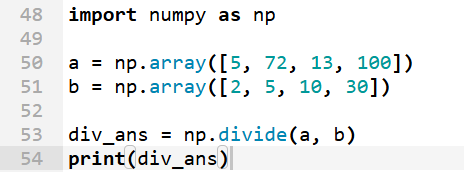 48 import numpy as np
49
50 a = np.array([5, 72, 13, 100])
51 b = np.array([2, 5, 10, 30])
52
53 div_ans = np.divide(a, b)
54 print(div_ans)